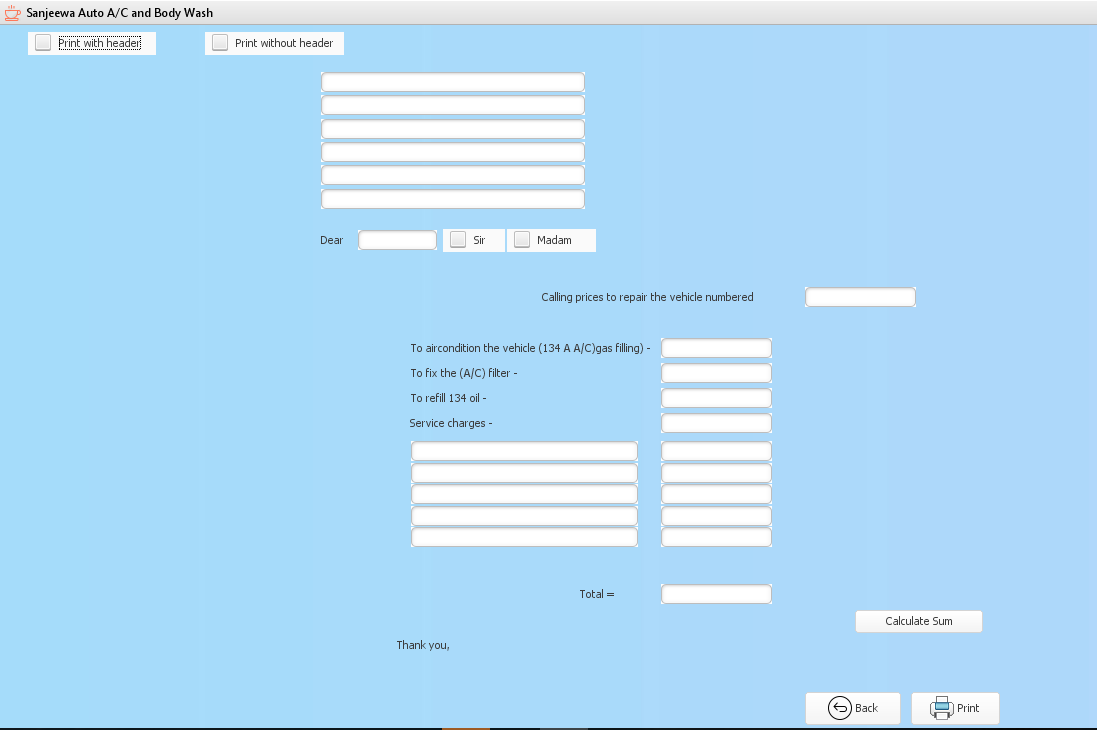 Sanjeewa Auto A/C and Body Wash
Print with header
Print without header
Dear
Sir
Madam
Calling prices to repair the vehicle numbered
To aircondition the vehicle (134 A A/C)gas filling) -
To fix the (A/C) filter -
To refill 134 oil -
Service charges -
Total =
Calculate Sum
Thank you,
Back
Print